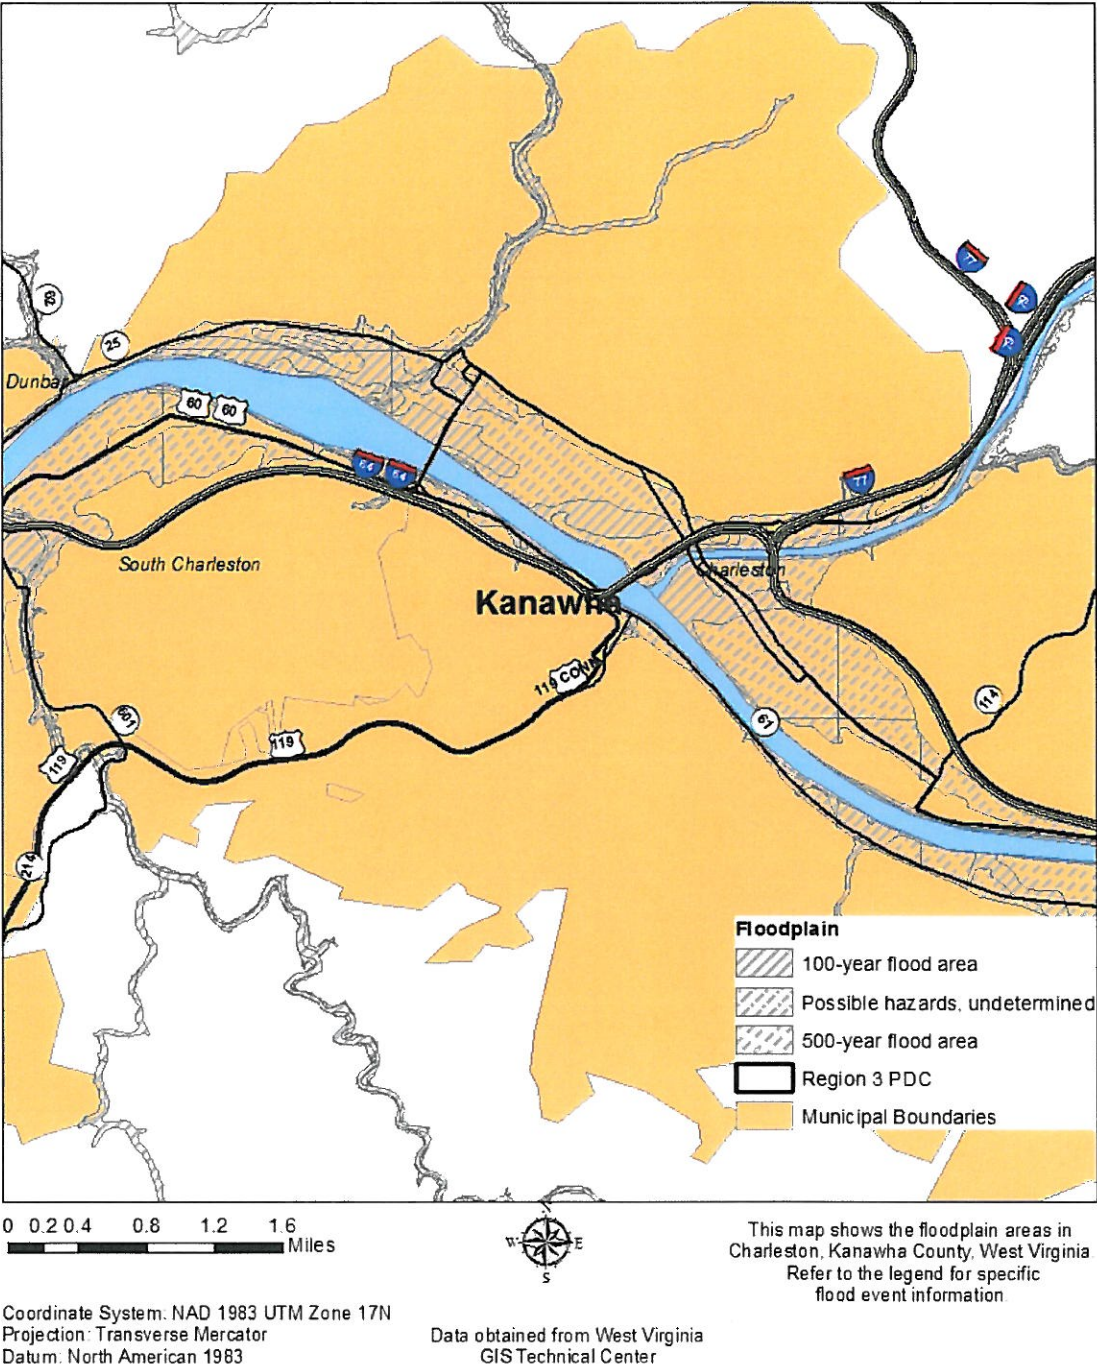 77
79
77
62
25
Dunbar
60
60
64
64
77
South Charleston
Charleston
Kanawha
119 CONN
601
119
119
61
114
214
Floodplain
100-year flood area
Possible hazards, undetermined
500-year flood area
Region 3 PDC
Municipal Boundaries
0 0.2 0.4 0.8 1.2 1.6
Miles
N
W E
S
This map shows the floodplain areas in
Charleston, Kanawha County, West Virginia.
Refer to the legend for specific
flood event information.
Coordinate System: NAD 1983 UTM Zone 17N
Projection: Transverse Mercator
Datum: North American 1983
Data obtained from West Virginia
GIS Technical Center